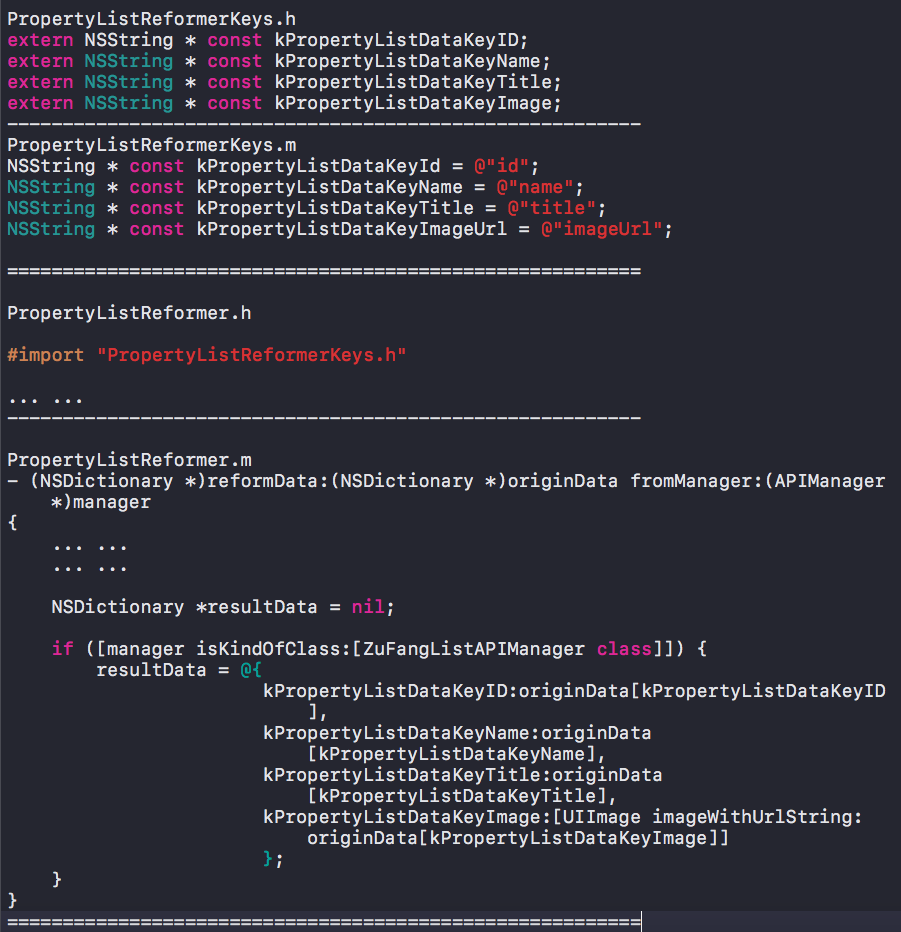 PropertyListReformerKeys.h
extern NSString * const kPropertyListDataKeyID;
extern NSString * const kPropertyListDataKeyName;
extern NSString * const kPropertyListDataKeyTitle;
extern NSString * const kPropertyListDataKeyImage;
---------------------------------------------------------
PropertyListReformerKeys.m
NSString * const kPropertyListDataKeyId = @"id";
NSString * const kPropertyListDataKeyName = @"name";
NSString * const kPropertyListDataKeyTitle = @"title";
NSString * const kPropertyListDataKeyImageUrl = @"imageUrl";
=========================================================
PropertyListReformer.h
#import "PropertyListReformerKeys.h"
... ...
---------------------------------------------------------
PropertyListReformer.m
- (NSDictionary *)reformData:(NSDictionary *)originData fromManager:(APIManager
*)manager
{
... ...
... ...
NSDictionary *resultData = nil;
if ([manager isKindOfClass:[ZuFangListAPIManager class]]) {
resultData = @{
kPropertyListDataKeyID:originData[kPropertyListDataKeyID
],
kPropertyListDataKeyName:originData
[kPropertyListDataKeyName],
kPropertyListDataKeyTitle:originData
[kPropertyListDataKeyTitle],
kPropertyListDataKeyImage:[UIImage imageWithUrlString:
originData[kPropertyListDataKeyImage]]
};
}
}
=========================================================